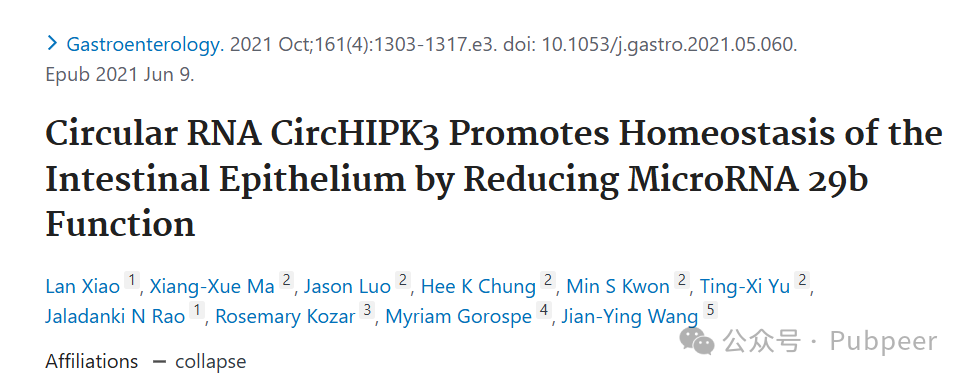 Gastroenterology. 2021 Oct;161(4):1303-1317.e3. doi: 10.1053/j.gastro.2021.05.060.
Epub 2021 Jun 9.
Circular RNA CircHIPK3 Promotes Homeostasis of the
Intestinal Epithelium by Reducing MicroRNA 29b
Function
Lan Xiao 1, Xiang-Xue Ma 2, Jason Luo 2, Hee K Chung 2, Min S Kwon 2, Ting-Xi Yu 2,
Jaladanki N Rao 1, Rosemary Kozar 3, Myriam Gorospe 4, Jian-Ying Wang 5
Affiliations — collapse
公众号 · Pubpeer